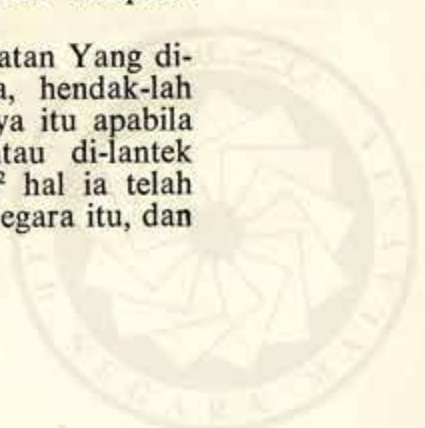 atan Yang di-
a, hendak-lah
ya itu apabila
tau di-lantek
² hal ia telah
egara itu, dan